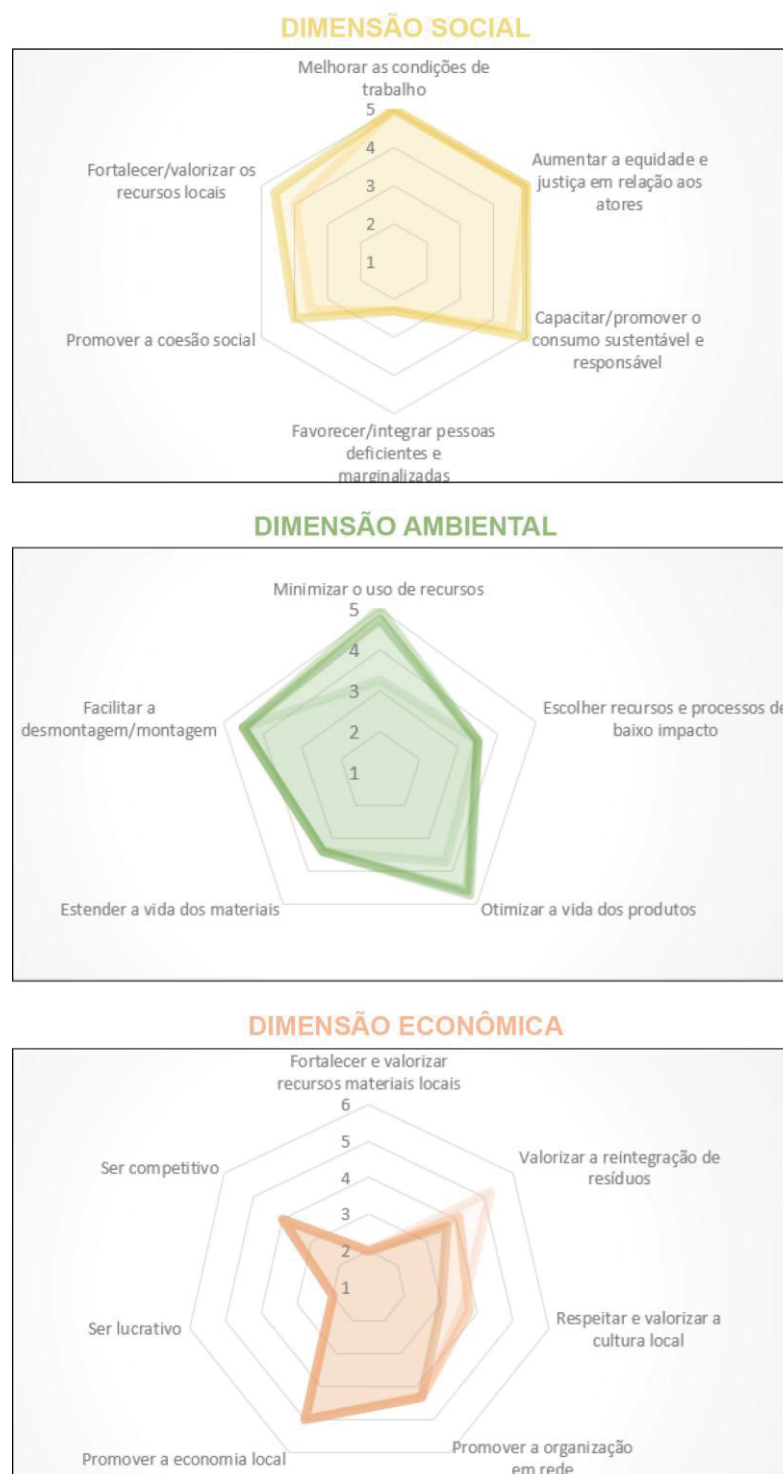 DIMENSÃO SOCIAL
Melhorar as condições de
trabalho
5
4
3
2
1
Aumentar a equidade e
justiça em relação aos
atores
Capacitar/promover o
consumo sustentável e
responsável
Favorecer/integrar pessoas
deficientes e
marginalizadas
Promover a coesão social
Fortalecer/valorizar os
recursos locais
DIMENSÃO AMBIENTAL
Minimizar o uso de recursos
5
4
3
2
1
Escolher recursos e processos de
baixo impacto
Otimizar a vida dos produtos
Estender a vida dos materiais
Facilitar a
desmontagem/montagem
DIMENSÃO ECONÔMICA
Fortalecer e valorizar
recursos materiais locais
6
5
4
3
2
1
Valorizar a reintegração de
resíduos
Respeitar e valorizar a
cultura local
Promover a organização
em rede
Promover a economia local
Ser lucrativo
Ser competitivo